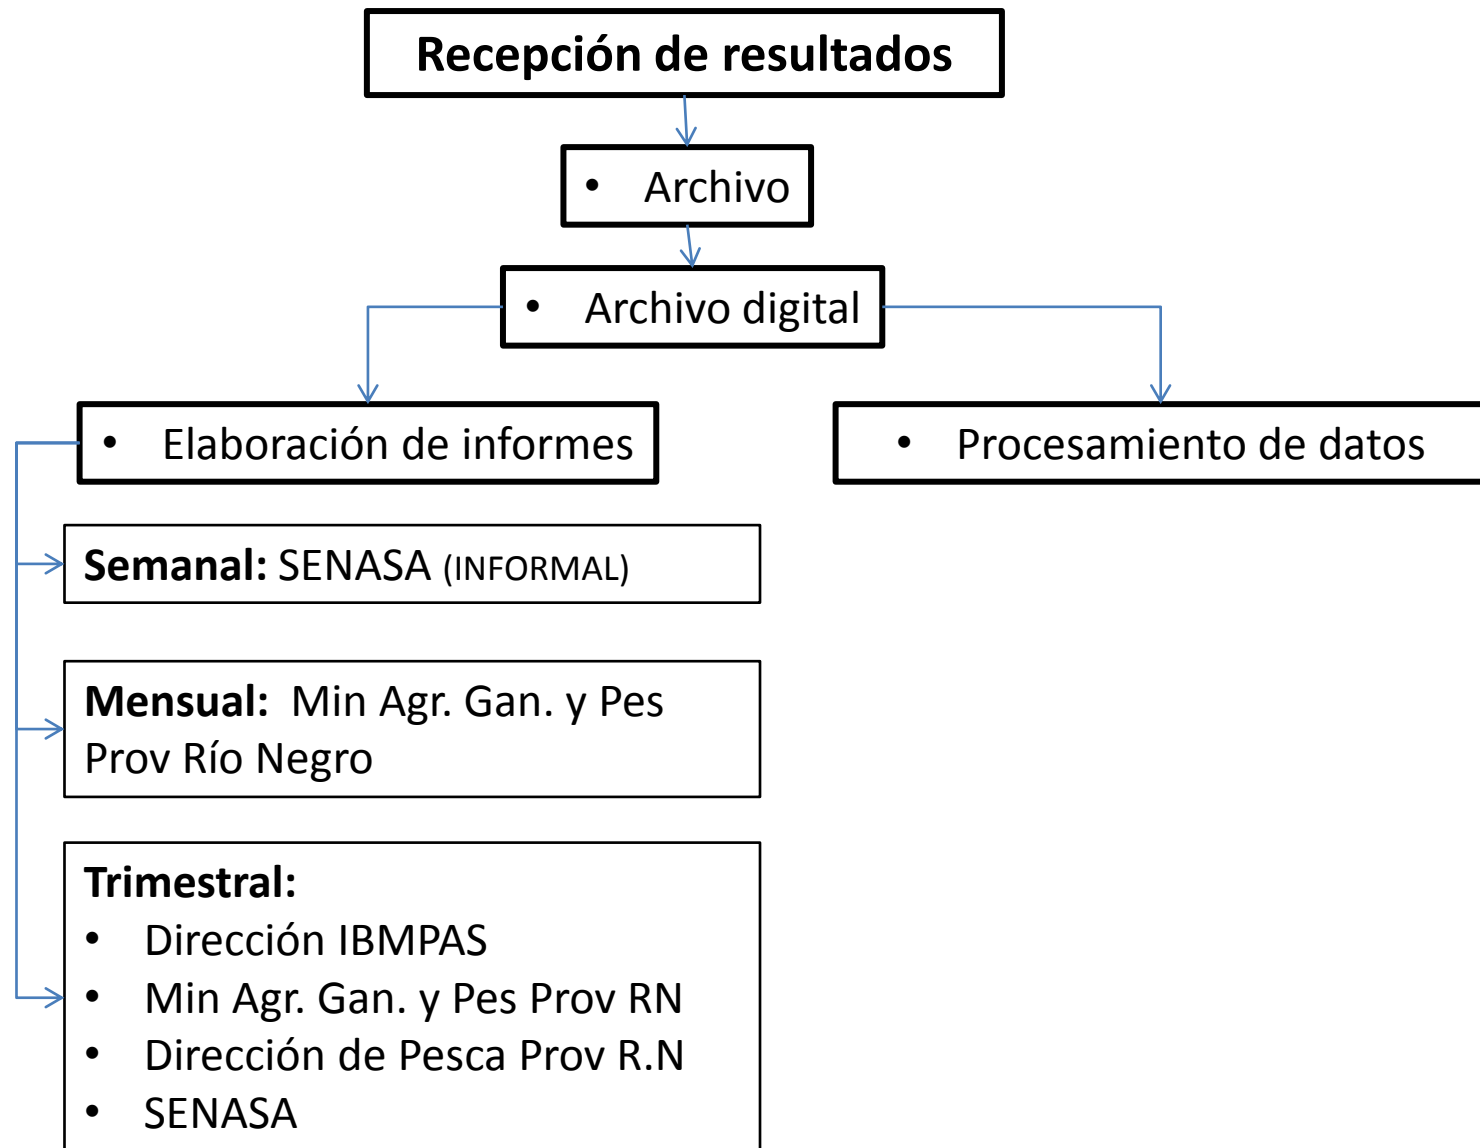 Recepción de resultados
• Archivo
• Archivo digital
• Elaboración de informes
• Procesamiento de datos
Semanal: SENASA (INFORMAL)
Mensual: Min Agr. Gan. y Pes
Prov Río Negro
Trimestral:
• Dirección IBMPAS
• Min Agr. Gan. y Pes Prov RN
• Dirección de Pesca Prov R.N
• SENASA